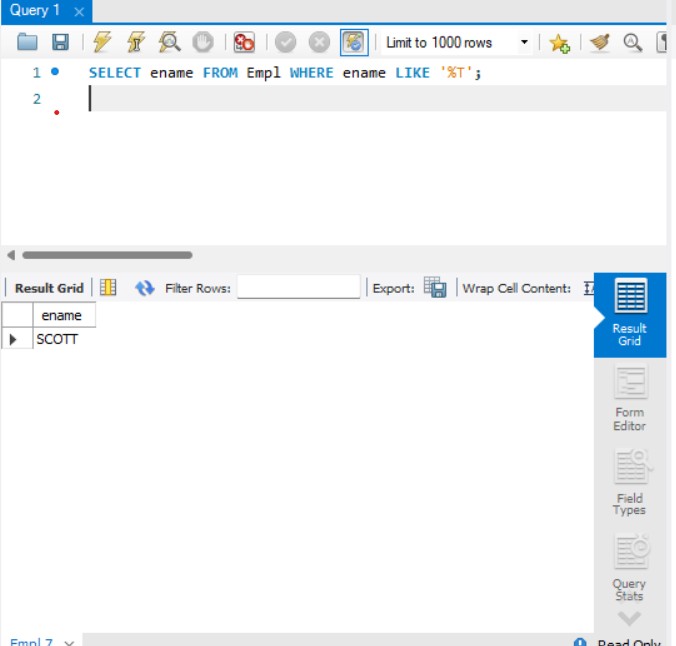 Query 1
Limit to 1000 rows
1 SELECT ename FROM Empl WHERE ename LIKE '%T';
2
Result Grid Filter Rows: Export: Wrap Cell Content:
ename
SCOTT
Result
Grid
Form
Editor
Field
Types
Query
Stats
Empl 7 Read Only